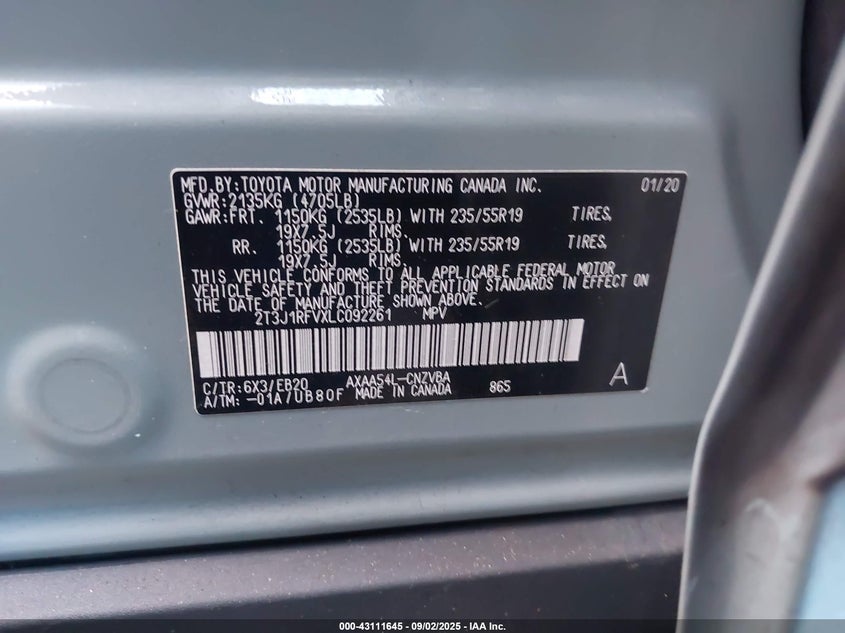 MFD.BY:TOYOTA MOTOR MANUFACTURING CANADA INC. 01/20
GVWR:2135KG (4705LB)
GAWR:FRT. 1150KG (2535LB) WITH 235/55R19 TIRES.
19X7.5J RIMS.
RR. 1150KG (2535LB) WITH 235/55R19 TIRES.
19X7.5J RIMS.
THIS VEHICLE CONFORMS TO ALL APPLICABLE FEDERAL MOTOR
VEHICLE SAFETY AND THEFT PREVENTION STANDARDS IN EFFECT ON
THE DATE OF MANUFACTURE SHOWN ABOVE.
2T3J1RFVXLC092261 MPV
C/TR:6X3/EB20 AXAA54L-CNZVBA 865 A
A/TM:-01A/UB80F MADE IN CANADA
000-43111645 - 09/02/2025 - IAA Inc.